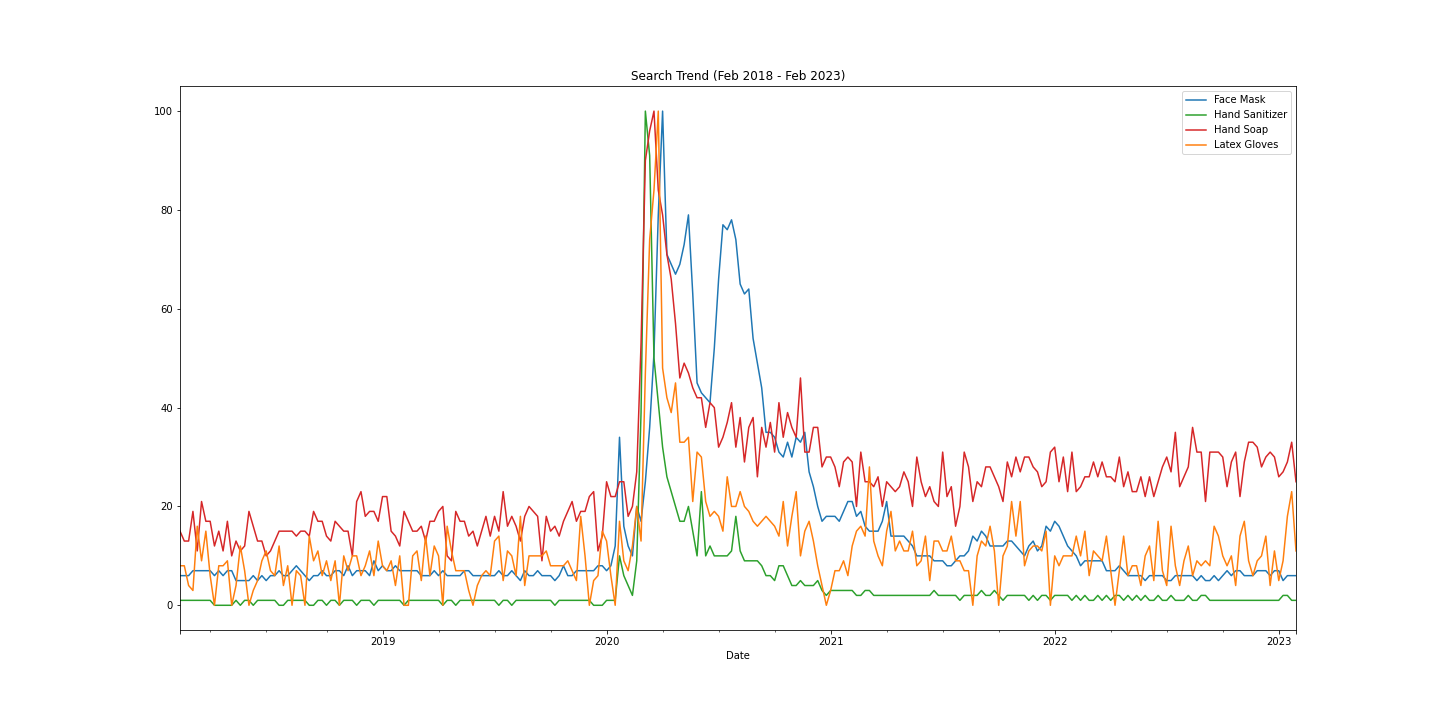 Search Trend (Feb 2018 - Feb 2023)
Face Mask
Hand Sanitizer
Hand Soap
Latex Gloves
100
80
60
40
20
0
2019 2020 2021 2022 2023
Date